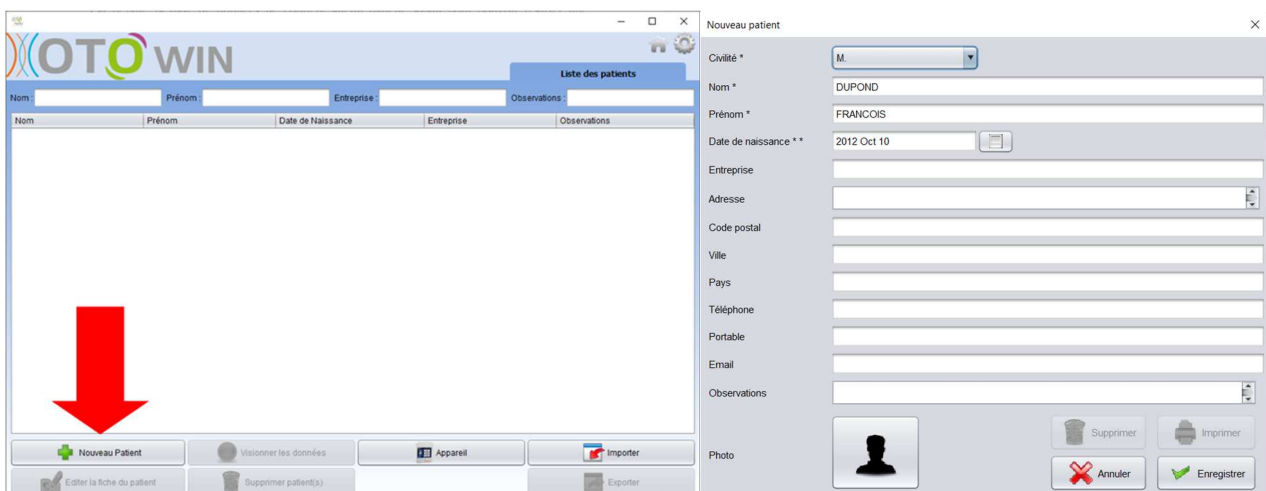 OTO WIN
Liste des patients
Nom : Prénom : Entreprise : Observations :
Nom Prénom Date de Naissance Entreprise Observations
Nouveau Patient Visionner les données Appareil Importer
Editer la fiche du patient Supprimer patient(s) Exporter
Nouveau patient
Civilité * M.
Nom * DUPOND
Prénom * FRANCOIS
Date de naissance * * 2012 Oct 10
Entreprise
Adresse
Code postal
Ville
Pays
Téléphone
Portable
Email
Observations
Supprimer Imprimer
Photo
Annuler Enregistrer